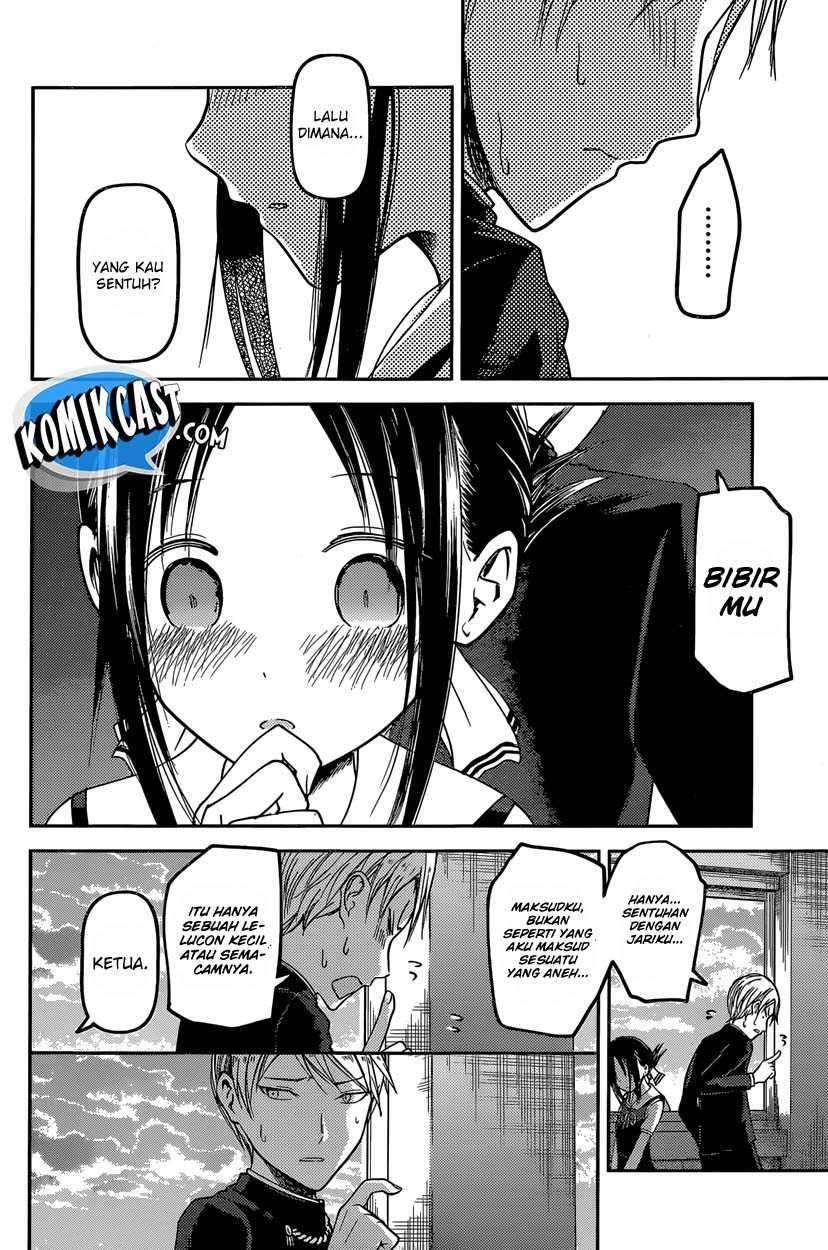 ........
LALU
DIMANA...
YANG KAU
SENTUH?
KOMIKCAST
.COM
BIBIR
MU
HANYA...
SENTUHAN
DENGAN
JARIKU...
MAKSUDKU,
BUKAN
SEPERTI YANG
AKU MAKSUD
SESUATU
YANG ANEH...
ITU HANYA
SEBUAH LE-
LUCON KECIL
ATAU SEMA-
CAMNYA.
KETUA.